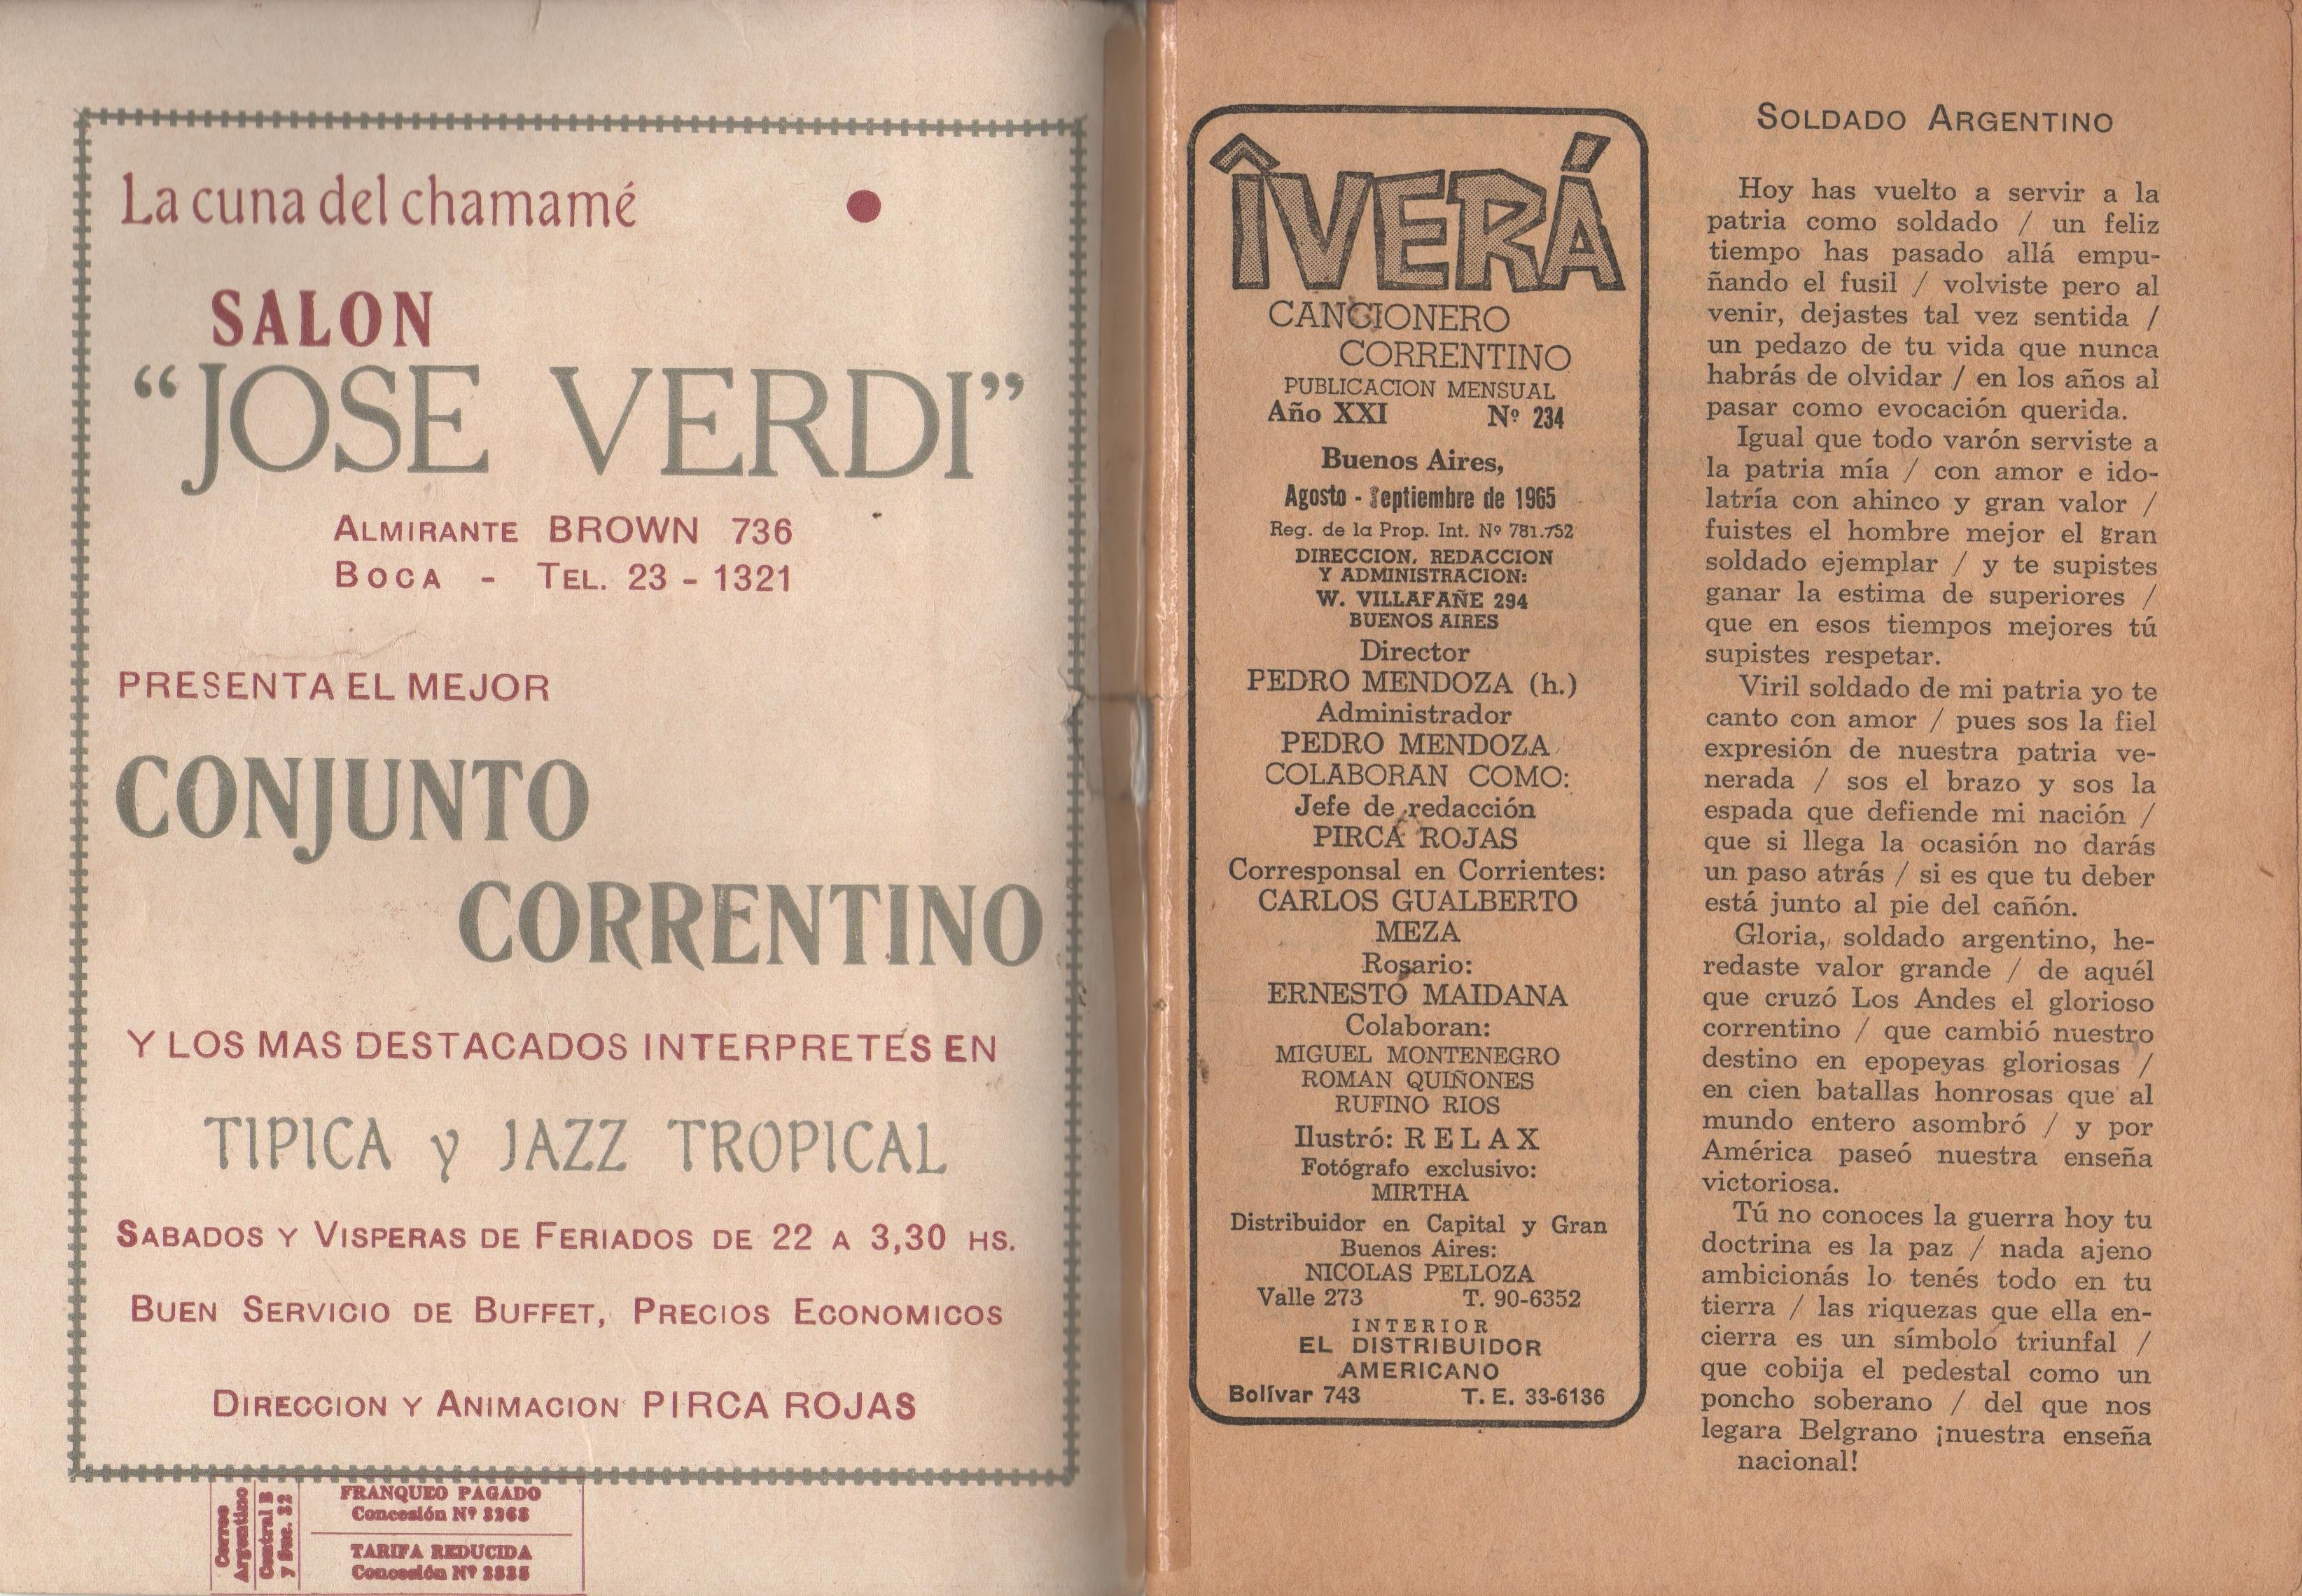 La cuna del chamamé
SALON
“JOSE VERDI”
ALMIRANTE BROWN 736
BOCA - TEL. 23 - 1321
PRESENTA EL MEJOR
CONJUNTO
CORRENTINO
Y LOS MAS DESTACADOS INTERPRETES EN
TIPICA y JAZZ TROPICAL
SABADOS Y VISPERAS DE FERIADOS DE 22 A 3,30 HS.
BUEN SERVICIO DE BUFFET, PRECIOS ECONOMICOS
DIRECCION Y ANIMACION PIRCA ROJAS
Correo
Argentino
Central B
y Suc. 32
FRANQUEO PAGADO
Concesión Nº 3268
TARIFA REDUCIDA
Concesión Nº
ÎVERÁ
CANCIONERO
CORRENTINO
PUBLICACION MENSUAL
Año XXI Nº 234
Buenos Aires,
Agosto - Septiembre de 1965
Reg. de la Prop. Int. Nº 781.752
DIRECCION, REDACCION
Y ADMINISTRACION:
W. VILLAFAÑE 294
BUENOS AIRES
Director
PEDRO MENDOZA (h.)
Administrador
PEDRO MENDOZA
COLABORAN COMO:
Jefe de redacción
PIRCA ROJAS
Corresponsal en Corrientes:
CARLOS GUALBERTO
MEZA
Rosario:
ERNESTO MAIDANA
Colaboran:
MIGUEL MONTENEGRO
ROMAN QUIÑONES
RUFINO RIOS
Ilustró: RELAX
Fotógrafo exclusivo:
MIRTHA
Distribuidor en Capital y Gran
Buenos Aires:
NICOLAS PELLOZA
Valle 273 T. 90-6352
INTERIOR
EL DISTRIBUIDOR
AMERICANO
Bolívar 743 T. E. 33-6136
SOLDADO ARGENTINO
Hoy has vuelto a servir a la
patria como soldado / un feliz
tiempo has pasado allá empu-
ñando el fusil / volviste pero al
venir, dejastes tal vez sentida /
un pedazo de tu vida que nunca
habrás de olvidar / en los años al
pasar como evocación querida.
Igual que todo varón serviste a
la patria mía / con amor e ido-
latría con ahinco y gran valor /
fuistes el hombre mejor el gran
soldado ejemplar / y te supistes
ganar la estima de superiores /
que en esos tiempos mejores tú
supistes respetar.
Viril soldado de mi patria yo te
canto con amor / pues sos la fiel
expresión de nuestra patria ve-
nerada / sos el brazo y sos la
espada que defiende mi nación /
que si llega la ocasión no darás
un paso atrás / si es que tu deber
está junto al pie del cañón.
Gloria, soldado argentino, he-
redaste valor grande / de aquél
que cruzó Los Andes el glorioso
correntino / que cambió nuestro
destino en epopeyas gloriosas /
en cien batallas honrosas que al
mundo entero asombró / y por
América paseó nuestra enseña
victoriosa.
Tú no conoces la guerra hoy tu
doctrina es la paz / nada ajeno
ambicionás lo tenés todo en tu
tierra / las riquezas que ella en-
cierra es un símbolo triunfal /
que cobija el pedestal como un
poncho soberano / del que nos
legara Belgrano ¡nuestra enseña
nacional!